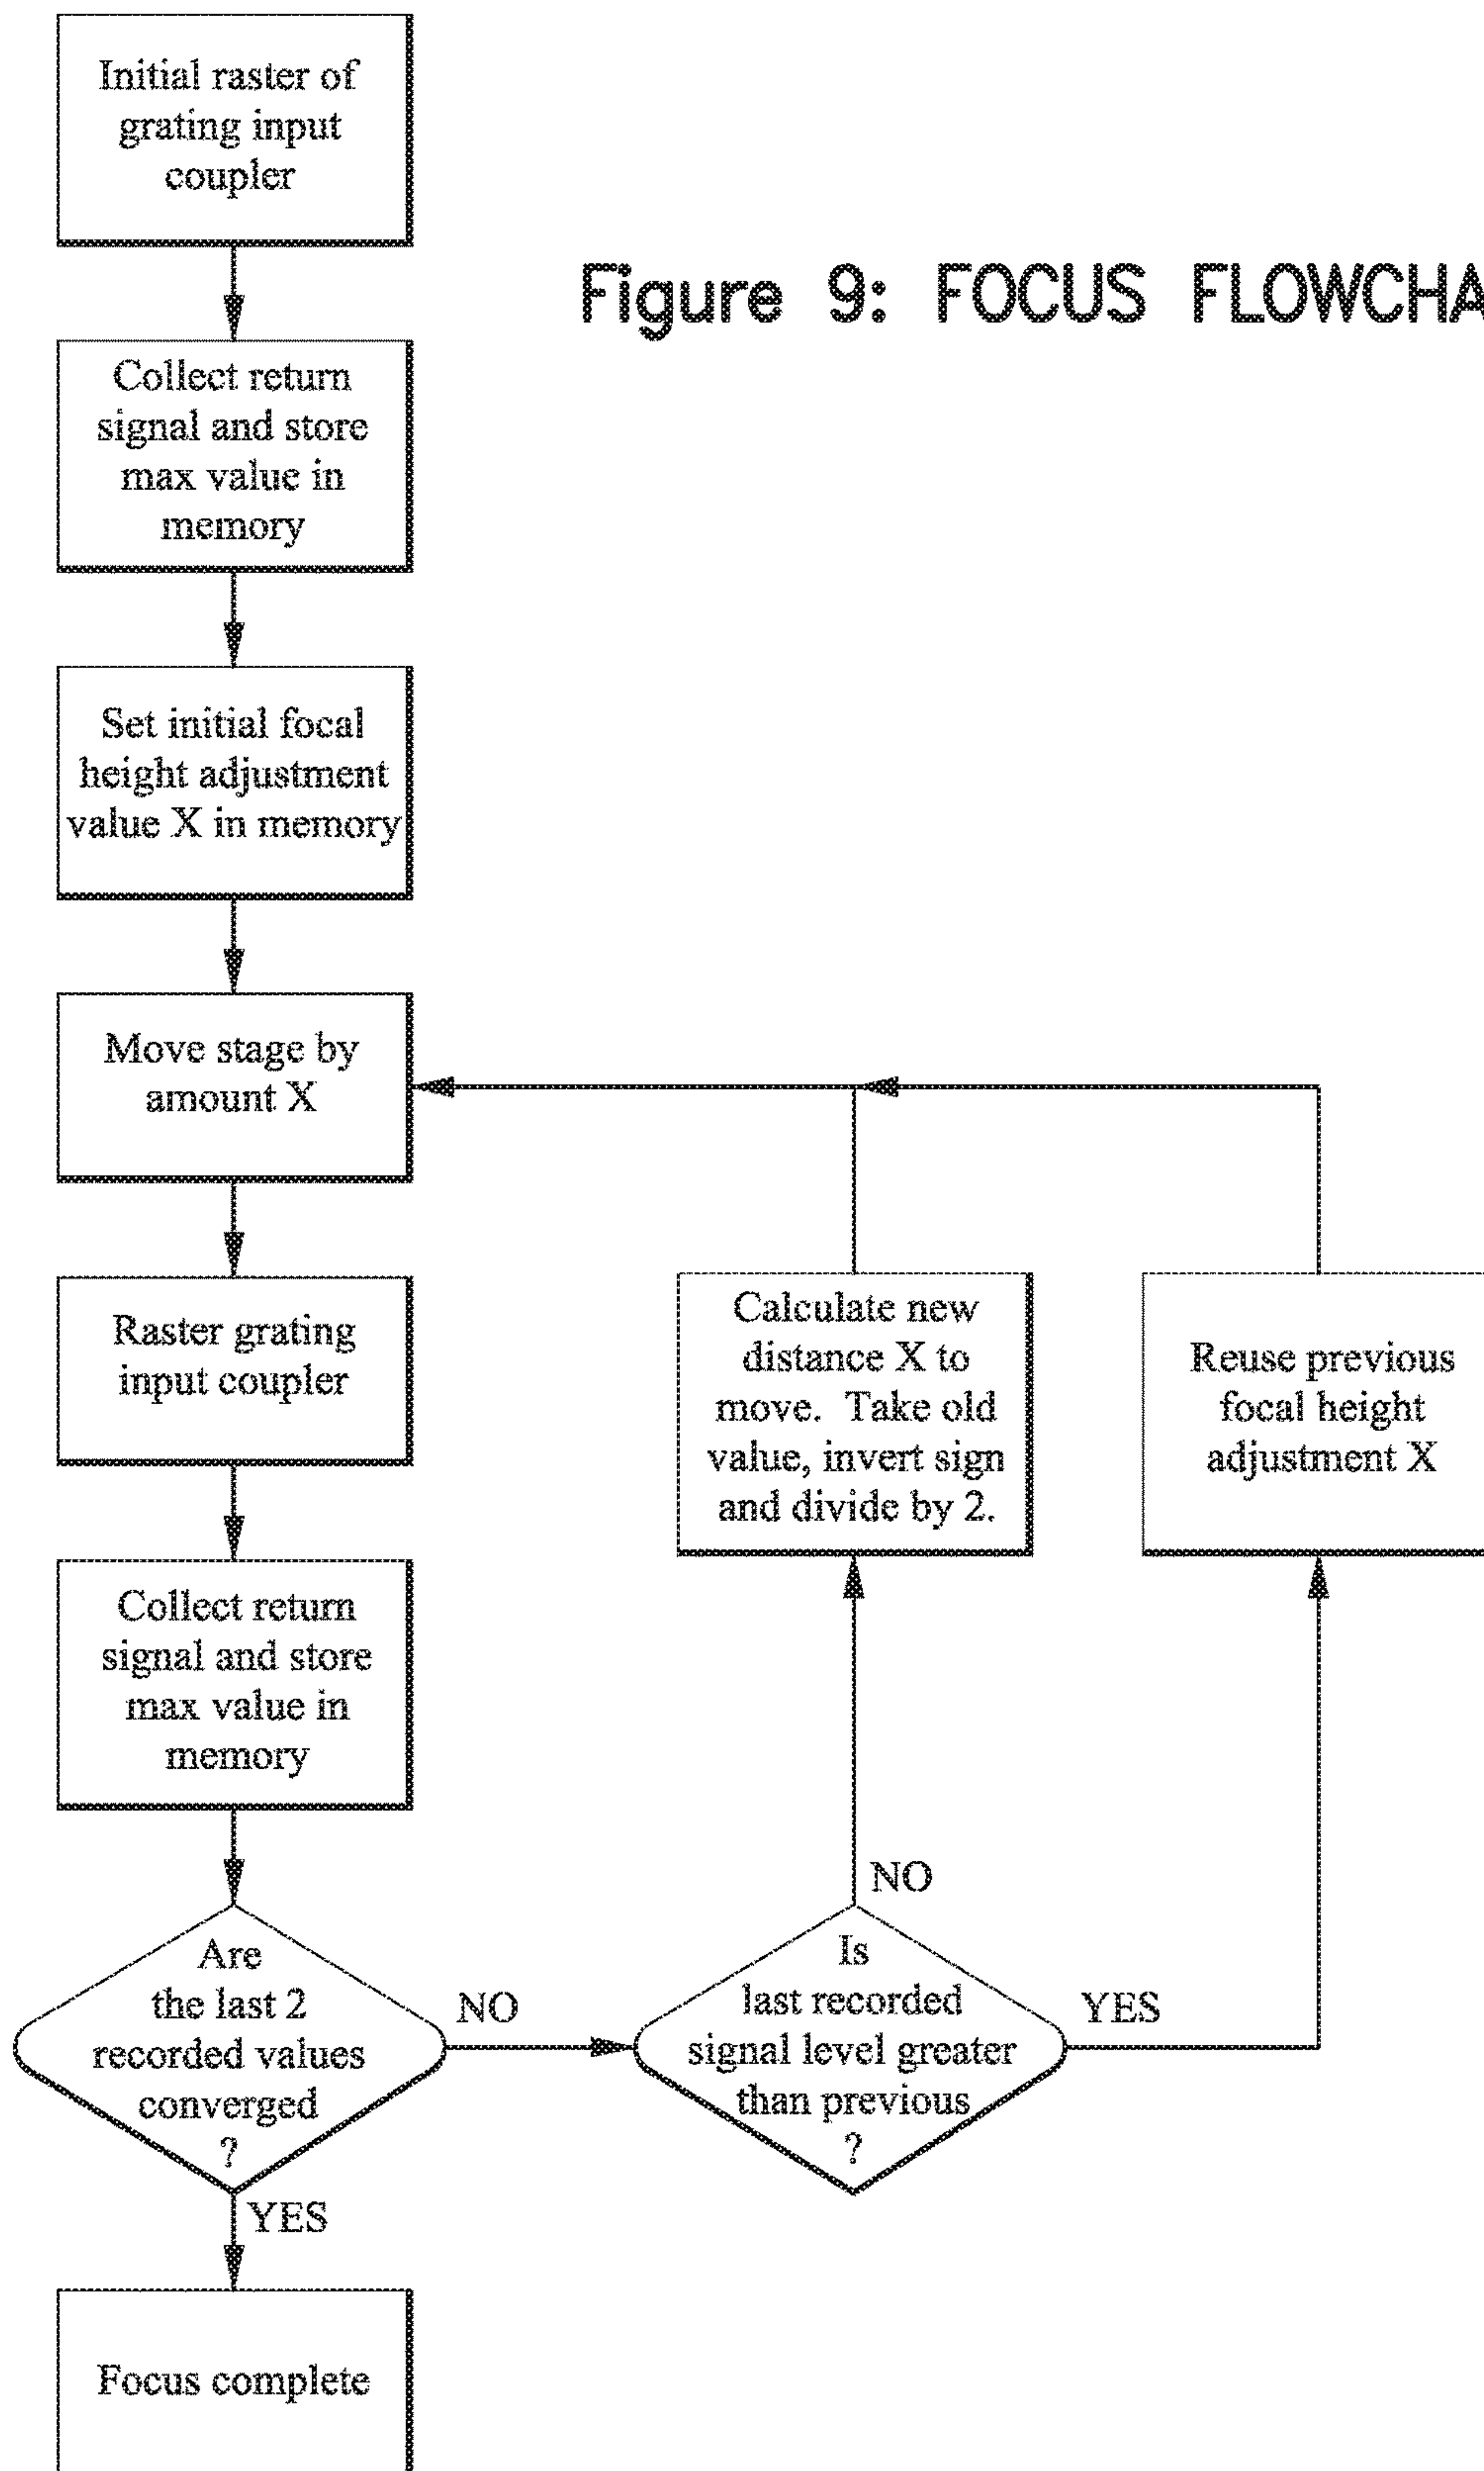 Initial raster of
grating input
coupler
Figure 9: FOCUS FLOWCHA
Collect return
signal and store
max value in
memory
Set initial focal
height adjustment
value X in memory
Move stage by
amount X
Raster grating
input coupler
Calculate new
distance X to
move. Take old
value, invert sign
and divide by 2.
Reuse previous
focal height
adjustment X
Collect return
signal and store
max value in
memory
Are
the last 2
recorded values
converged
?
NO
Is
last recorded
signal level greater
than previous
?
NO
YES
YES
Focus complete